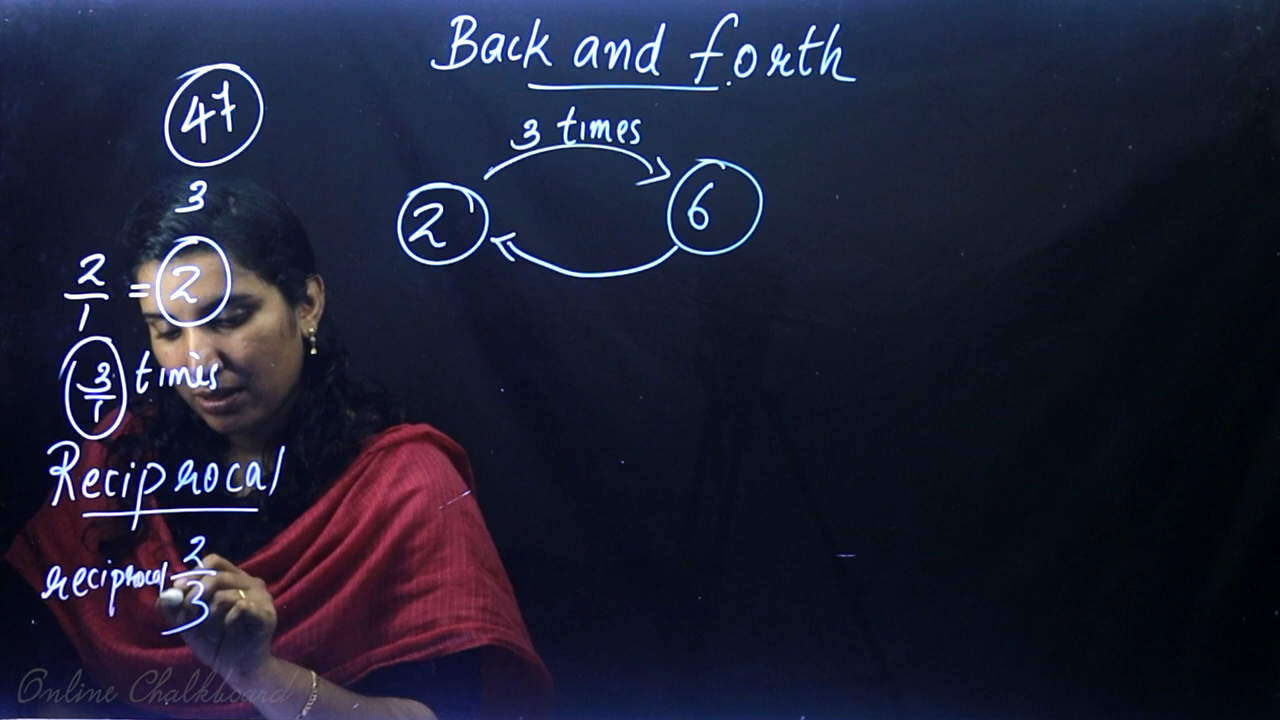 Back and forth
47
3 times
3
2
6
2/1 = 2
3/1 times
Reciprocal
reciprocal 2/3
Online Chalkboard